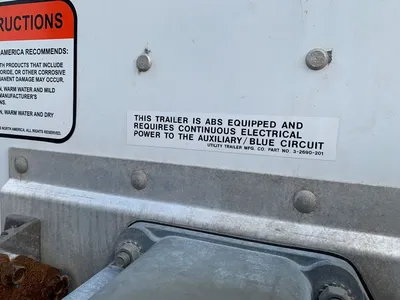 RUCTIONS
AMERICA RECOMMENDS:
TH PRODUCTS THAT INCLUDE
ORIDE, OR OTHER CORROSIVE
MANENT DAMAGE MAY OCCUR.
N, WARM WATER AND MILD
MANUFACTURER'S
NS.
N, WARM WATER AND DRY
NORTH AMERICA. ALL RIGHTS RESERVED.
THIS TRAILER IS ABS EQUIPPED AND
REQUIRES CONTINUOUS ELECTRICAL
POWER TO THE AUXILIARY/BLUE CIRCUIT
UTILITY TRAILER MFG. CO. PART NO. 3-2660-201